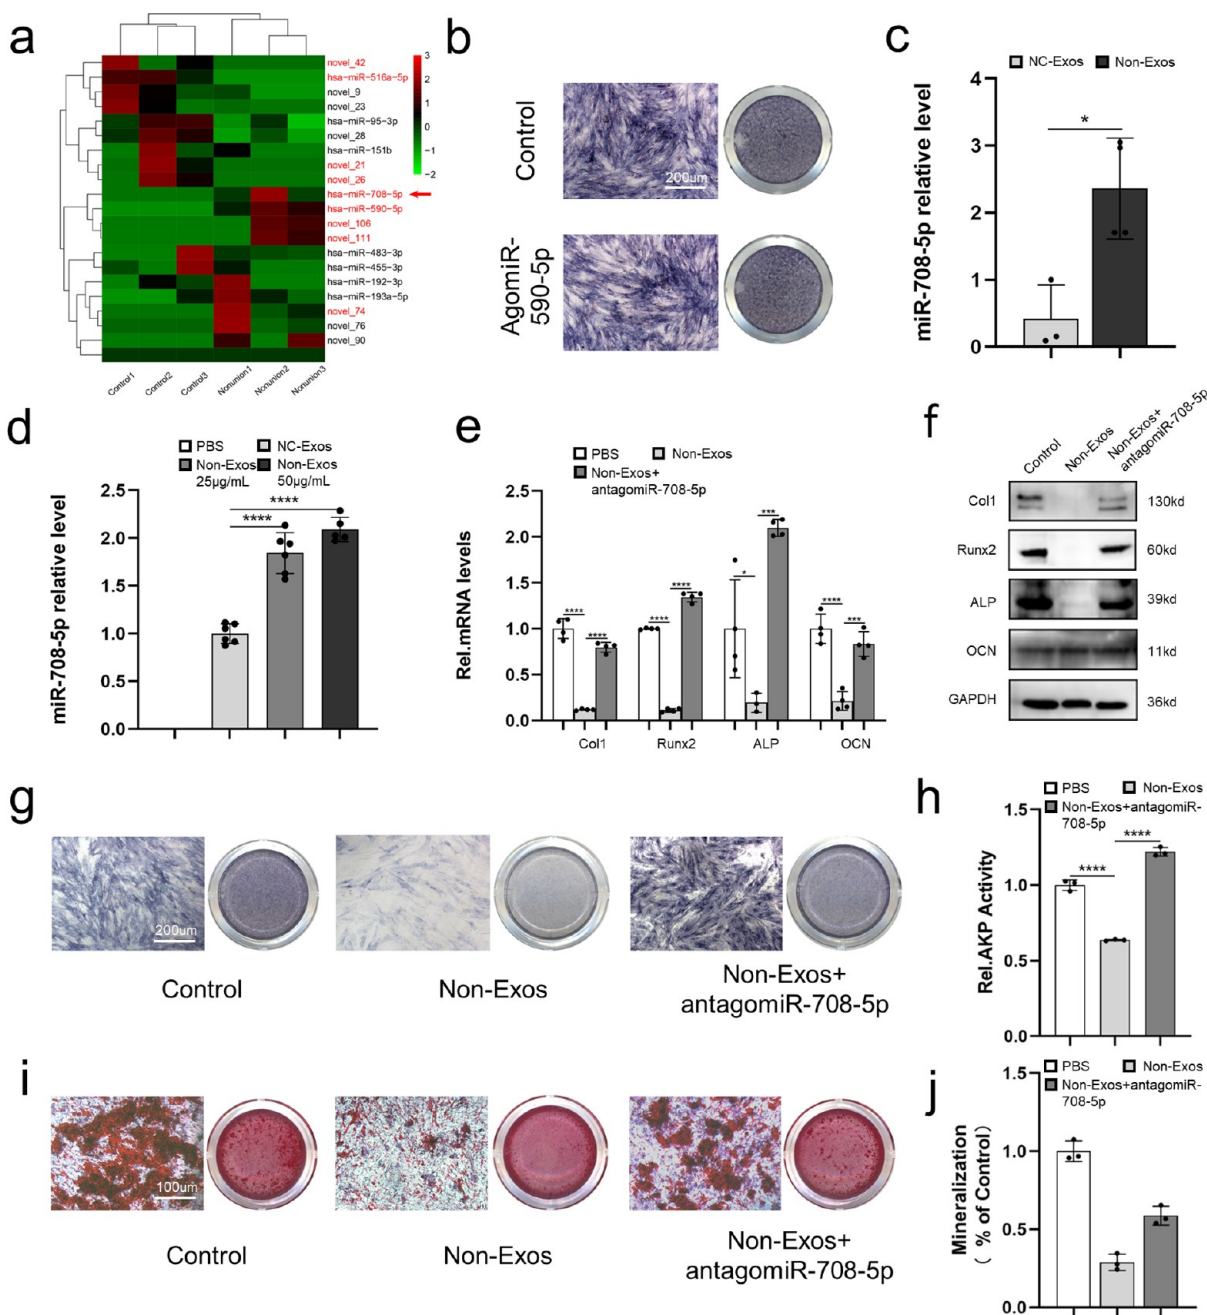 a
3
2
1
0
−1
−2
novel_42
hsa−miR−516a−5p
novel_9
novel_23
hsa−miR−95−3p
novel_28
hsa−miR−151b
novel_21
novel_26
hsa−miR−708−5p
hsa−miR−590−5p
novel_106
novel_111
hsa−miR−483−3p
hsa−miR−455−3p
hsa−miR−192−3p
hsa−miR−193a−5p
novel_74
novel_76
novel_90
Control1
Control2
Control3
Nonunion1
Nonunion2
Nonunion3
b
Control
200um
AgomiR-
590-5p
c
NC-Exos
Non-Exos
miR-708-5p relative level
4
3
2
1
0
*
d
PBS
NC-Exos
Non-Exos
25μg/mL
Non-Exos
50μg/mL
miR-708-5p relative level
2.5
2.0
1.5
1.0
0.5
0.0
****
****
e
PBS
Non-Exos
Non-Exos+
antagomiR-708-5p
Rel.mRNA levels
2.5
2.0
1.5
1.0
0.5
0.0
****
****
****
****
*
***
****
***
Col1
Runx2
ALP
OCN
f
Control
Non-Exos
Non-Exos+
antagomiR-708-5p
Col1
130kd
Runx2
60kd
ALP
39kd
OCN
11kd
GAPDH
36kd
g
200um
Control
Non-Exos
Non-Exos+
antagomiR-708-5p
h
PBS
Non-Exos
Non-Exos+antagomiR-
708-5p
Rel.AKP Activity
1.5
1.0
0.5
0.0
****
****
i
100um
Control
Non-Exos
Non-Exos+
antagomiR-708-5p
j
PBS
Non-Exos
Non-Exos+antagomiR-
708-5p
Mineralization
( % of Control)
1.5
1.0
0.5
0.0